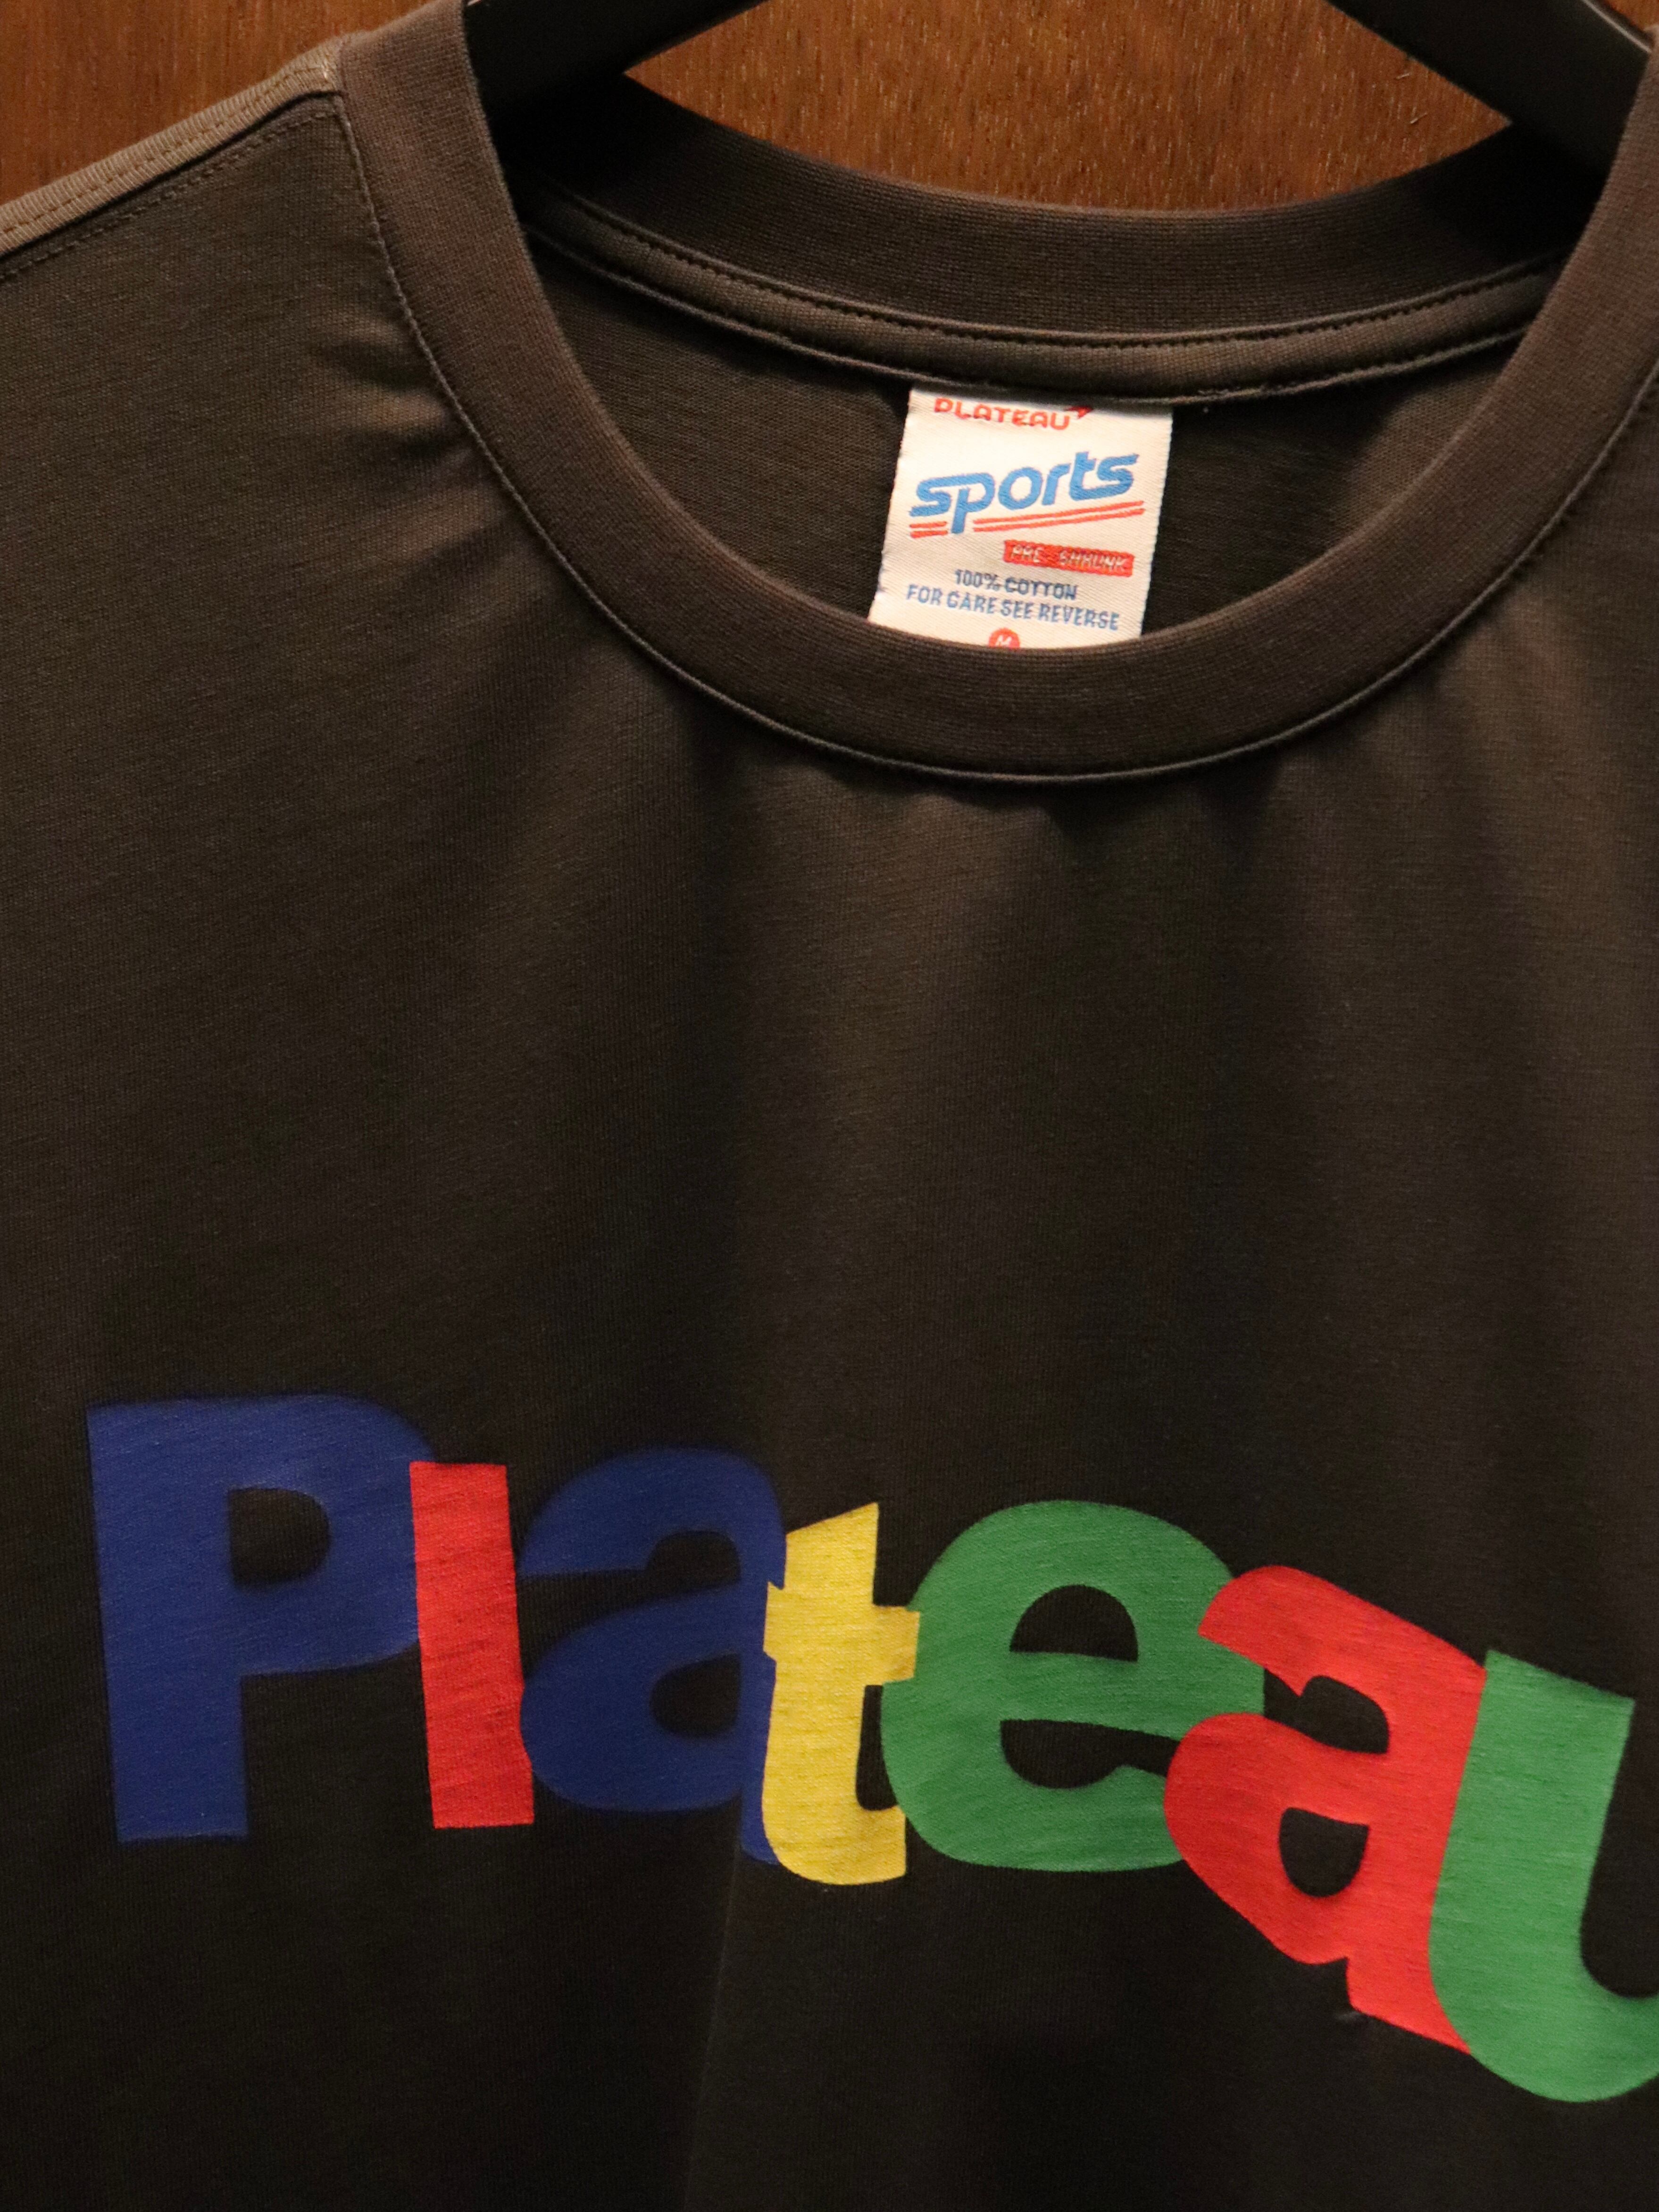 PLATEAU
sports
PRE-SHRUNK
100% COTTON
FOR CARE SEE REVERSE
M
Plateau